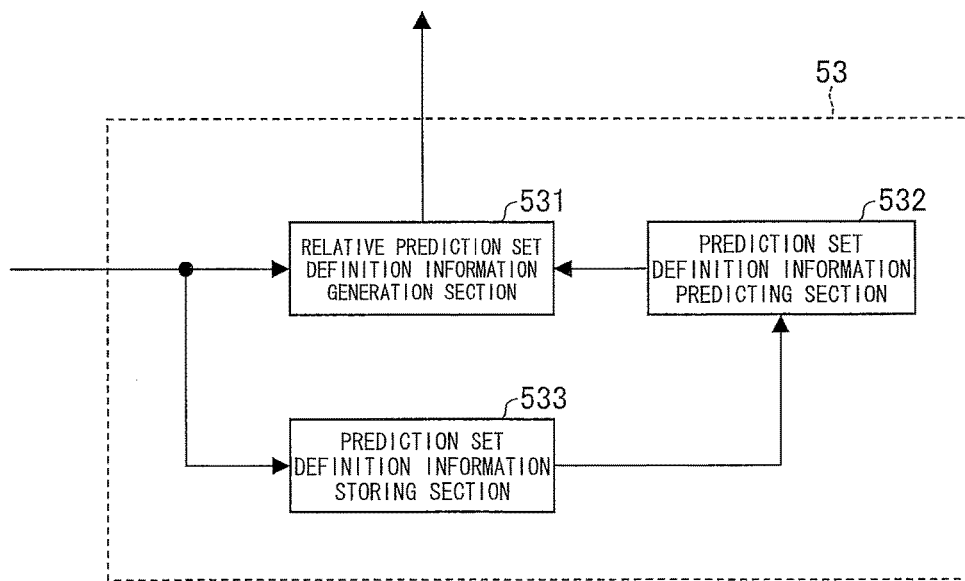 53
531
RELATIVE PREDICTION SET
DEFINITION INFORMATION
GENERATION SECTION
532
PREDICTION SET
DEFINITION INFORMATION
PREDICTING SECTION
533
PREDICTION SET
DEFINITION INFORMATION
STORING SECTION